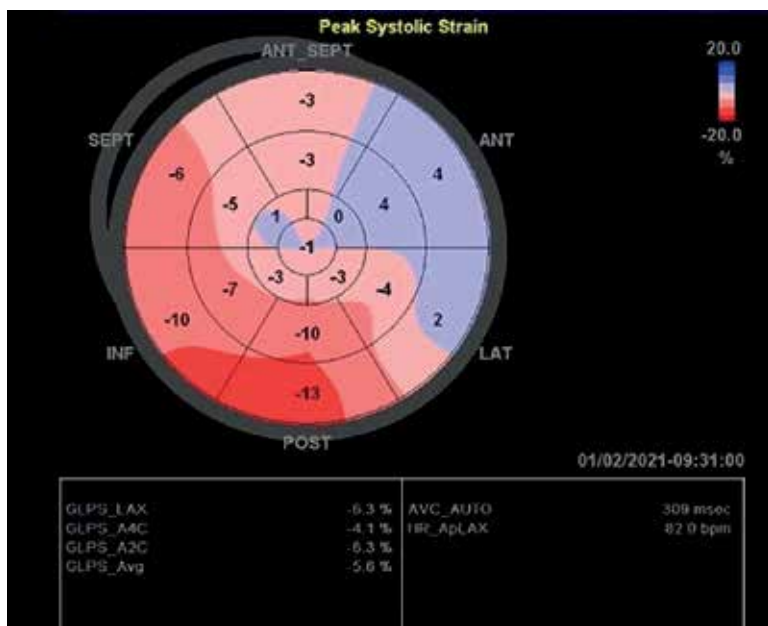 Peak Systolic Strain
ANT_SEPT
20.0
-20.0
%
SEPT
ANT
-3
-3
-6
4
-5
4
1
0
-1
-3
-3
-7
-4
-10
-10
2
INF
LAT
-13
POST
01/02/2021-09:31:00
GLPS_LAX -6.3 %
GLPS_A4C -4.1 %
GLPS_A2C -6.3 %
GLPS_Avg -5.6 %
AVC_AUTO 309 msec
HR_ApLAX 82.0 bpm